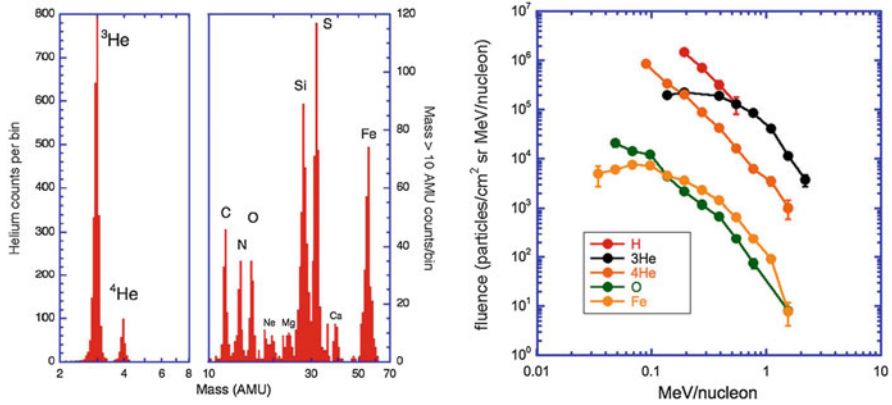 800
700
600
500
400
300
200
100
0
Helium counts per bin
³He
⁴He
2
4
6
8
C
N
O
Ne
Mg
Si
S
Ca
Fe
120
100
80
60
40
20
0
Mass > 10 AMU counts/bin
10
30
50
70
Mass (AMU)
10⁷
10⁶
10⁵
10⁴
10³
10²
10¹
10⁰
fluence (particles/cm² sr MeV/nucleon)
H
3He
4He
O
Fe
0.01
0.1
1
10
MeV/nucleon